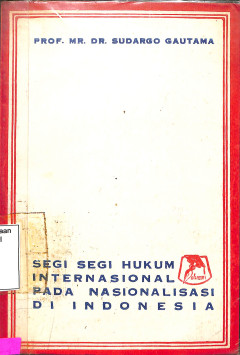 PROF. MR. DR. SUDARGO GAUTAMA
SEGI SEGI HUKUM
INTERNASIONAL
PADA NASIONALISASI
DI INDONESIA